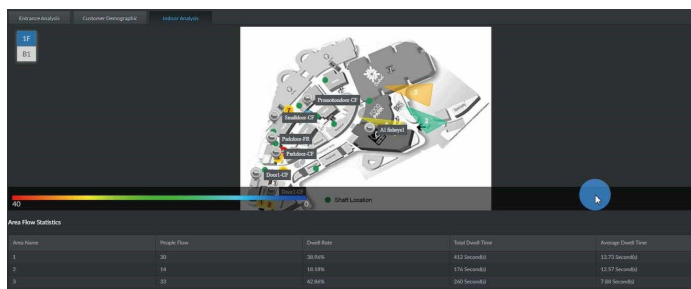 Entrance Analysis Customer Demographic Indoor Analysis
1F
B1
Promotiondoor-CF
Smalldoor-CF
AI fisheye1
Parkdoor-FR
Parkdoor-CF
Door1-CF
Door1-CF
40 0 Shaft Location
Area Flow Statistics
Area Name People Flow Dwell Rate Total Dwell Time Average Dwell Time
1 30 38.96% 412 Second(s) 13.73 Second(s)
2 14 18.18% 176 Second(s) 12.57 Second(s)
3 33 42.86% 260 Second(s) 7.88 Second(s)